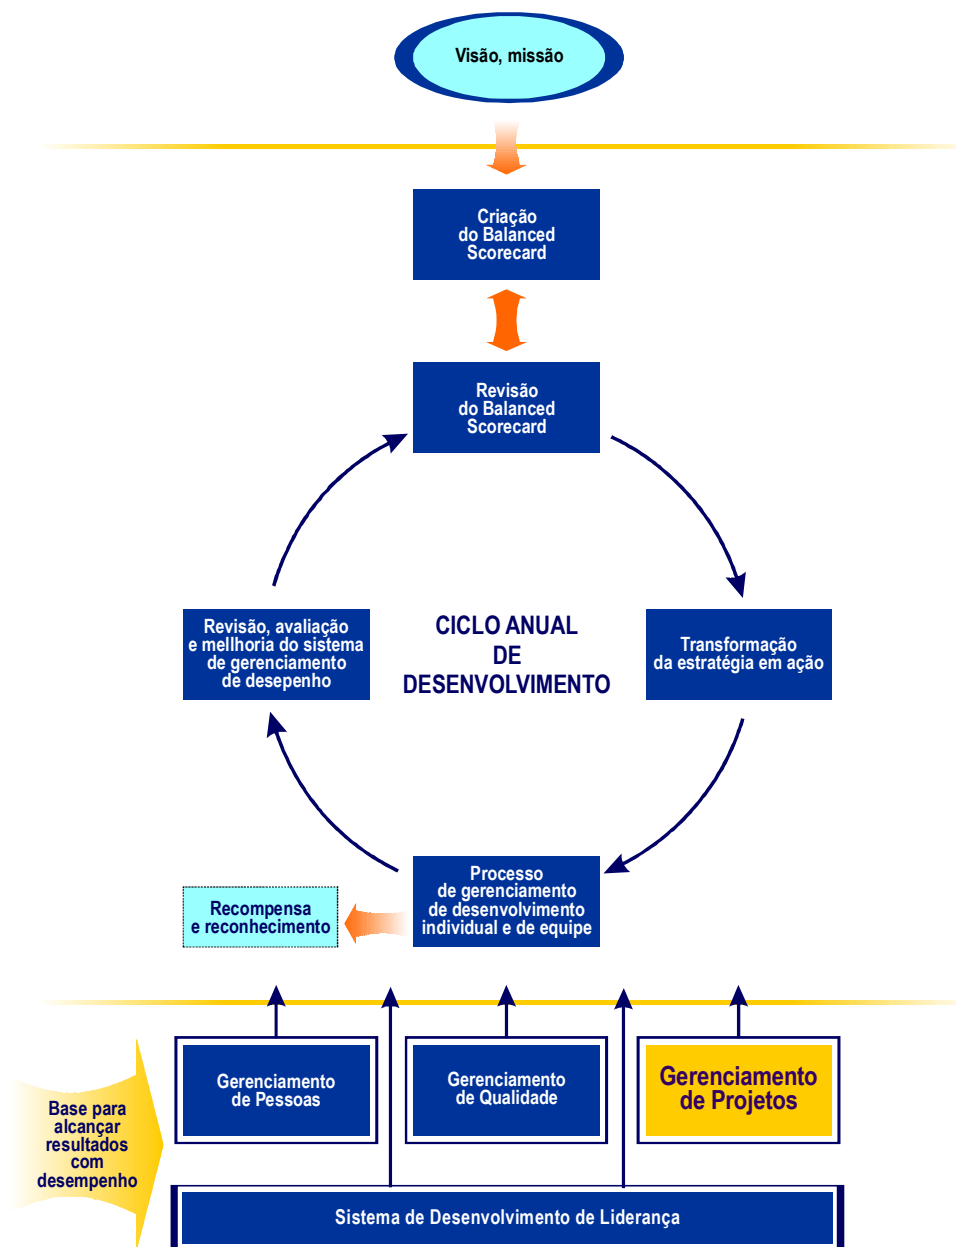 Visão, missão
Criação
do Balanced
Scorecard
Revisão
do Balanced
Scorecard
Revisão, avaliação
e mellhoria do sistema
de gerenciamento
de desepenho
CICLO ANUAL
DE
DESENVOLVIMENTO
Transformação
da estratégia em ação
Processo
de gerenciamento
de desenvolvimento
individual e de equipe
Recompensa
e reconhecimento
Base para
alcançar
resultados
com
desempenho
Gerenciamento
de Pessoas
Gerenciamento
de Qualidade
Gerenciamento
de Projetos
Sistema de Desenvolvimento de Liderança